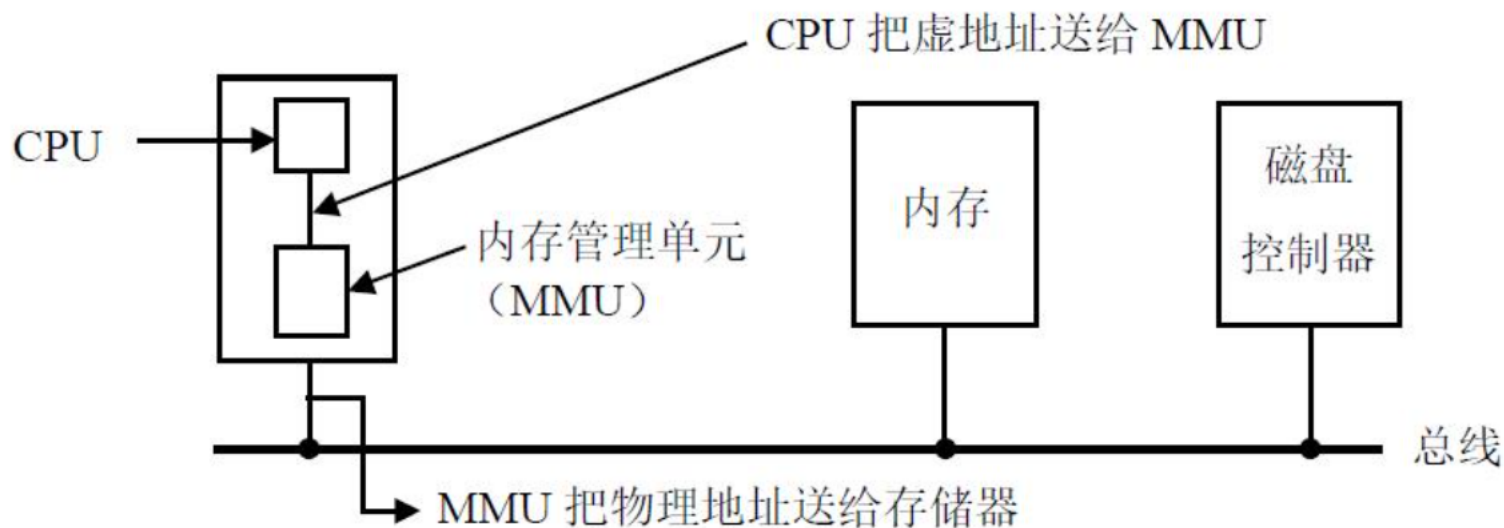 CPU 把虚地址送给 MMU
CPU
内存管理单元
（MMU）
内存
磁盘
控制器
总线
MMU 把物理地址送给存储器